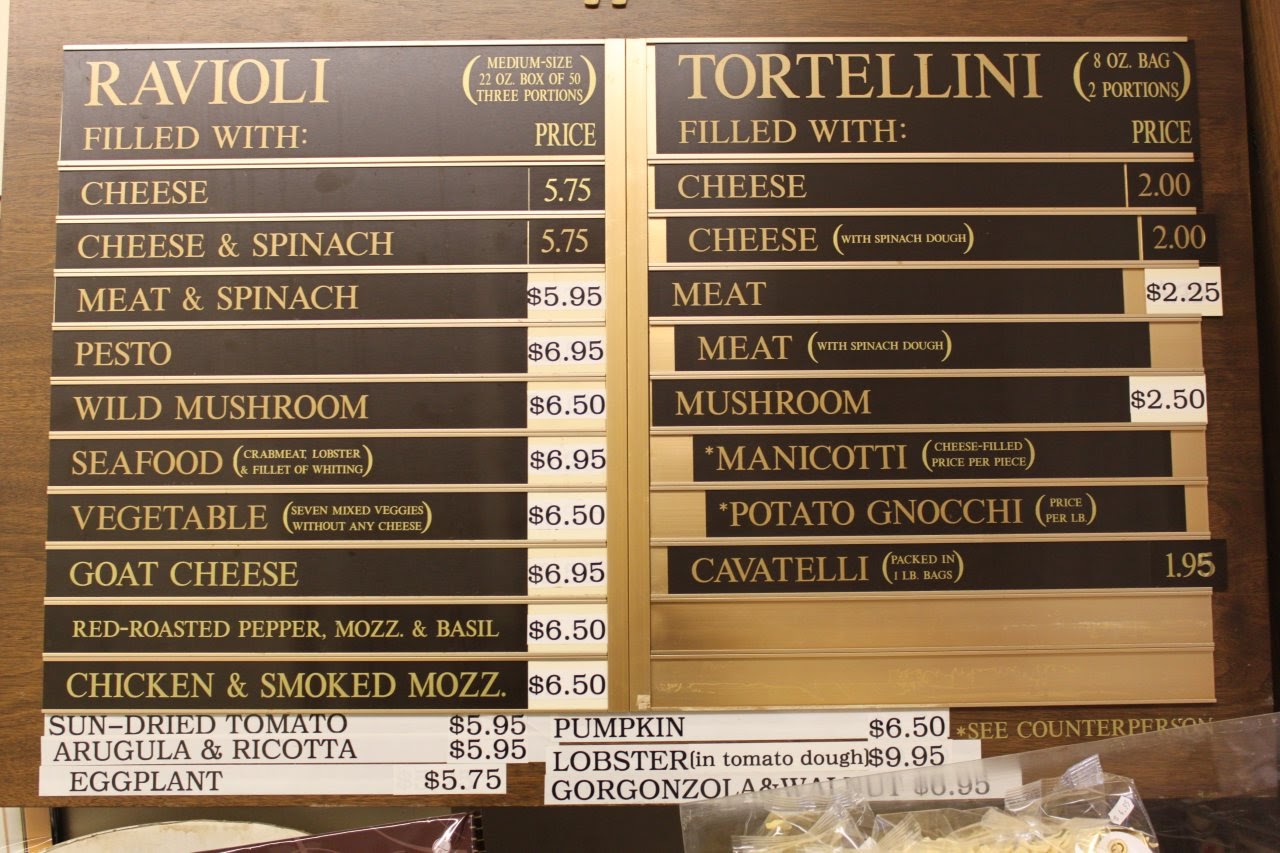 RAVIOLI (MEDIUM-SIZE
22 OZ. BOX OF 50
THREE PORTIONS)
FILLED WITH: PRICE
CHEESE 5.75
CHEESE & SPINACH 5.75
MEAT & SPINACH $5.95
PESTO $6.95
WILD MUSHROOM $6.50
SEAFOOD (CRABMEAT, LOBSTER
& FILLET OF WHITING) $6.95
VEGETABLE (SEVEN MIXED VEGGIES
WITHOUT ANY CHEESE) $6.50
GOAT CHEESE $6.95
RED-ROASTED PEPPER, MOZZ. & BASIL $6.50
CHICKEN & SMOKED MOZZ. $6.50
SUN-DRIED TOMATO $5.95
ARUGULA & RICOTTA $5.95
EGGPLANT $5.75
TORTELLINI (8 OZ. BAG
2 PORTIONS)
FILLED WITH: PRICE
CHEESE 2.00
CHEESE (WITH SPINACH DOUGH) 2.00
MEAT $2.25
MEAT (WITH SPINACH DOUGH)
MUSHROOM $2.50
*MANICOTTI (CHEESE-FILLED
PRICE PER PIECE)
*POTATO GNOCCHI (PRICE
PER LB.)
CAVATELLI (PACKED IN
1 LB. BAGS) 1.95
PUMPKIN $6.50
LOBSTER(in tomato dough)$9.95
GORGONZOLA&WALNUT $6.95
*SEE COUNTERPERSON